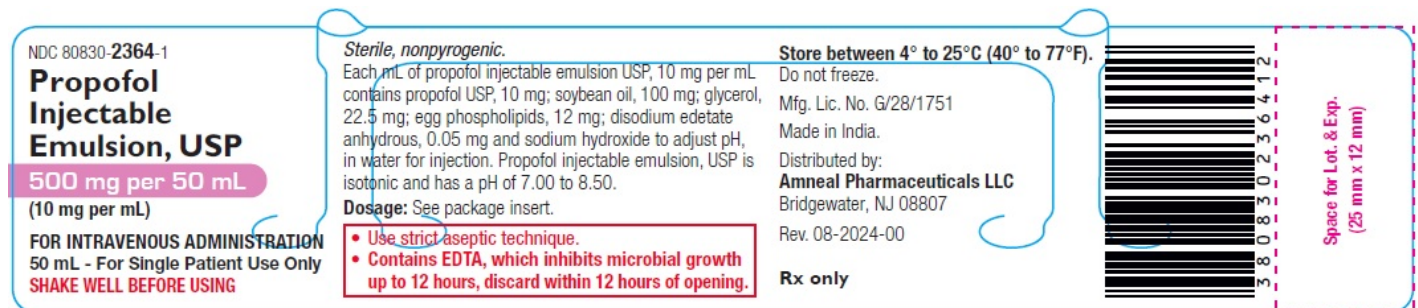 NDC 80830-2364-1
Propofol
Injectable
Emulsion, USP
500 mg per 50 mL
(10 mg per mL)
FOR INTRAVENOUS ADMINISTRATION
50 mL - For Single Patient Use Only
SHAKE WELL BEFORE USING
Sterile, nonpyrogenic.
Each mL of propofol injectable emulsion USP, 10 mg per mL
contains propofol USP, 10 mg; soybean oil, 100 mg; glycerol,
22.5 mg; egg phospholipids, 12 mg; disodium edetate
anhydrous, 0.05 mg and sodium hydroxide to adjust pH,
in water for injection. Propofol injectable emulsion, USP is
isotonic and has a pH of 7.00 to 8.50.
Dosage: See package insert.
• Use strict aseptic technique.
• Contains EDTA, which inhibits microbial growth
up to 12 hours, discard within 12 hours of opening.
Store between 4° to 25°C (40° to 77°F).
Do not freeze.
Mfg. Lic. No. G/28/1751
Made in India.
Distributed by:
Amneal Pharmaceuticals LLC
Bridgewater, NJ 08807
Rev. 08-2024-00
Rx only
380830236412
Space for Lot. & Exp.
(25 mm x 12 mm)